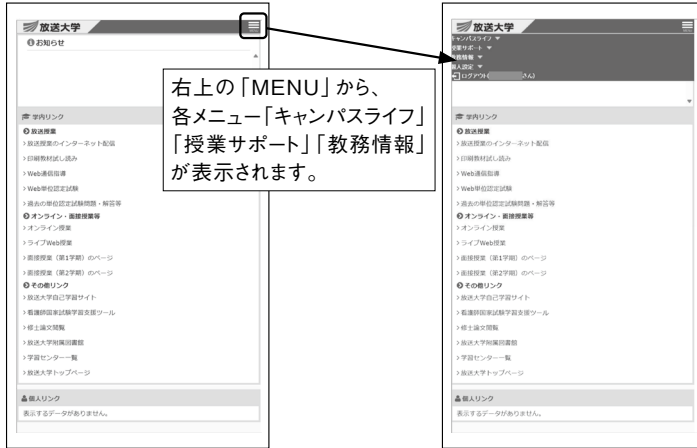 放送大学
お知らせ
学内リンク
放送授業
>放送授業のインターネット配信
>印刷教材試し読み
>Web通信指導
>Web単位認定試験
>過去の単位認定試験問題・解答等
オンライン・面接授業等
>オンライン授業
>ライブWeb授業
>面接授業(第1学期)のページ
>面接授業(第2学期)のページ
その他リンク
>放送大学自己学習サイト
>看護師国家試験学習支援ツール
>修士論文閲覧
>放送大学附属図書館
>学習センター一覧
>放送大学トップページ
個人リンク
表示するデータがありません。
右上の「MENU」から、
各メニュー「キャンパスライフ」
「授業サポート」「教務情報」
が表示されます。
放送大学
MENU
キャンパスライフ ▼
授業サポート ▼
教務情報 ▼
個人設定 ▼
ログアウト( さん)
学内リンク
放送授業
>放送授業のインターネット配信
>印刷教材試し読み
>Web通信指導
>Web単位認定試験
>過去の単位認定試験問題・解答等
オンライン・面接授業等
>オンライン授業
>ライブWeb授業
>面接授業(第1学期)のページ
>面接授業(第2学期)のページ
その他リンク
>放送大学自己学習サイト
>看護師国家試験学習支援ツール
>修士論文閲覧
>放送大学附属図書館
>学習センター一覧
>放送大学トップページ
個人リンク
表示するデータがありません。